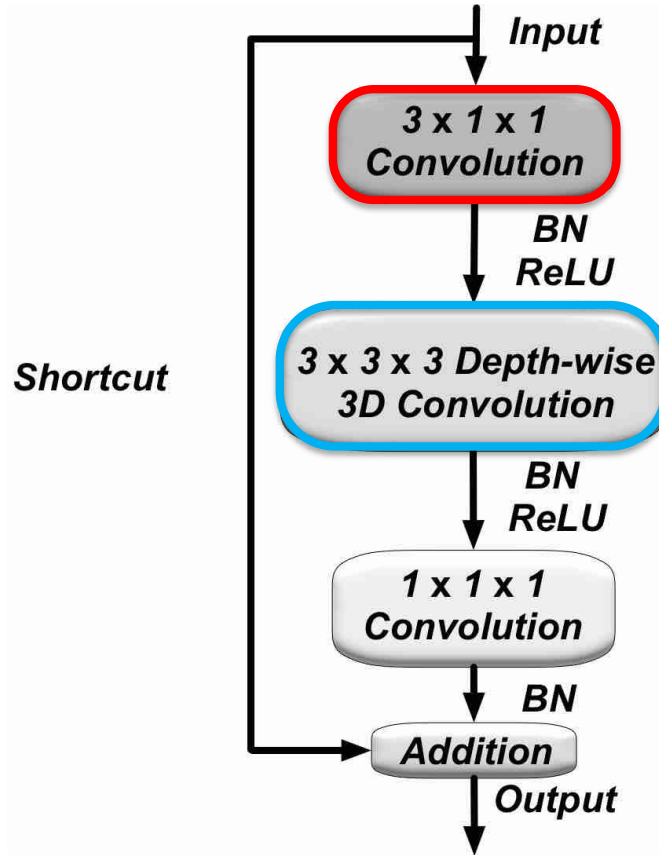 Input
3 x 1 x 1
Convolution
BN
ReLU
Shortcut
3 x 3 x 3 Depth-wise
3D Convolution
BN
ReLU
1 x 1 x 1
Convolution
BN
Addition
Output